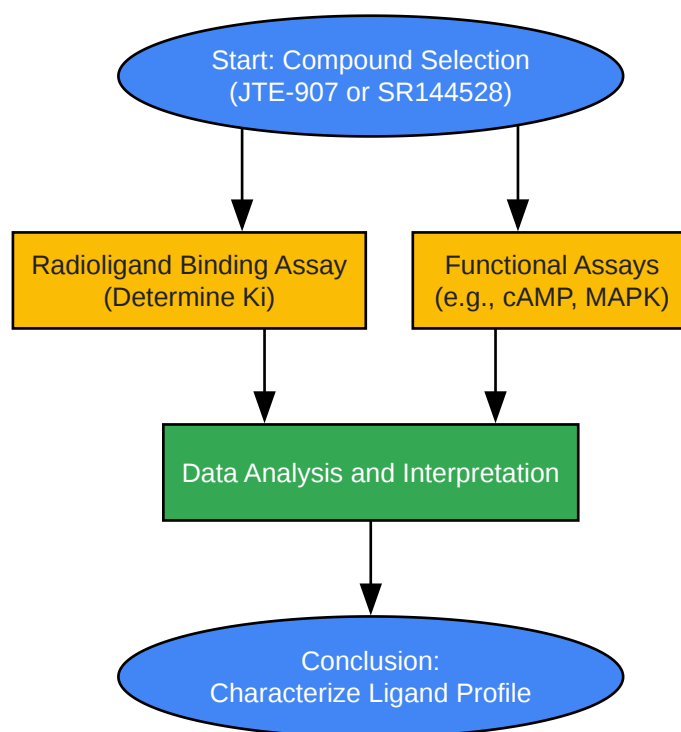 Start: Compound Selection
(JTE-907 or SR144528)
Radioligand Binding Assay
(Determine Ki)
Functional Assays
(e.g., cAMP, MAPK)
Data Analysis and Interpretation
Conclusion:
Characterize Ligand Profile